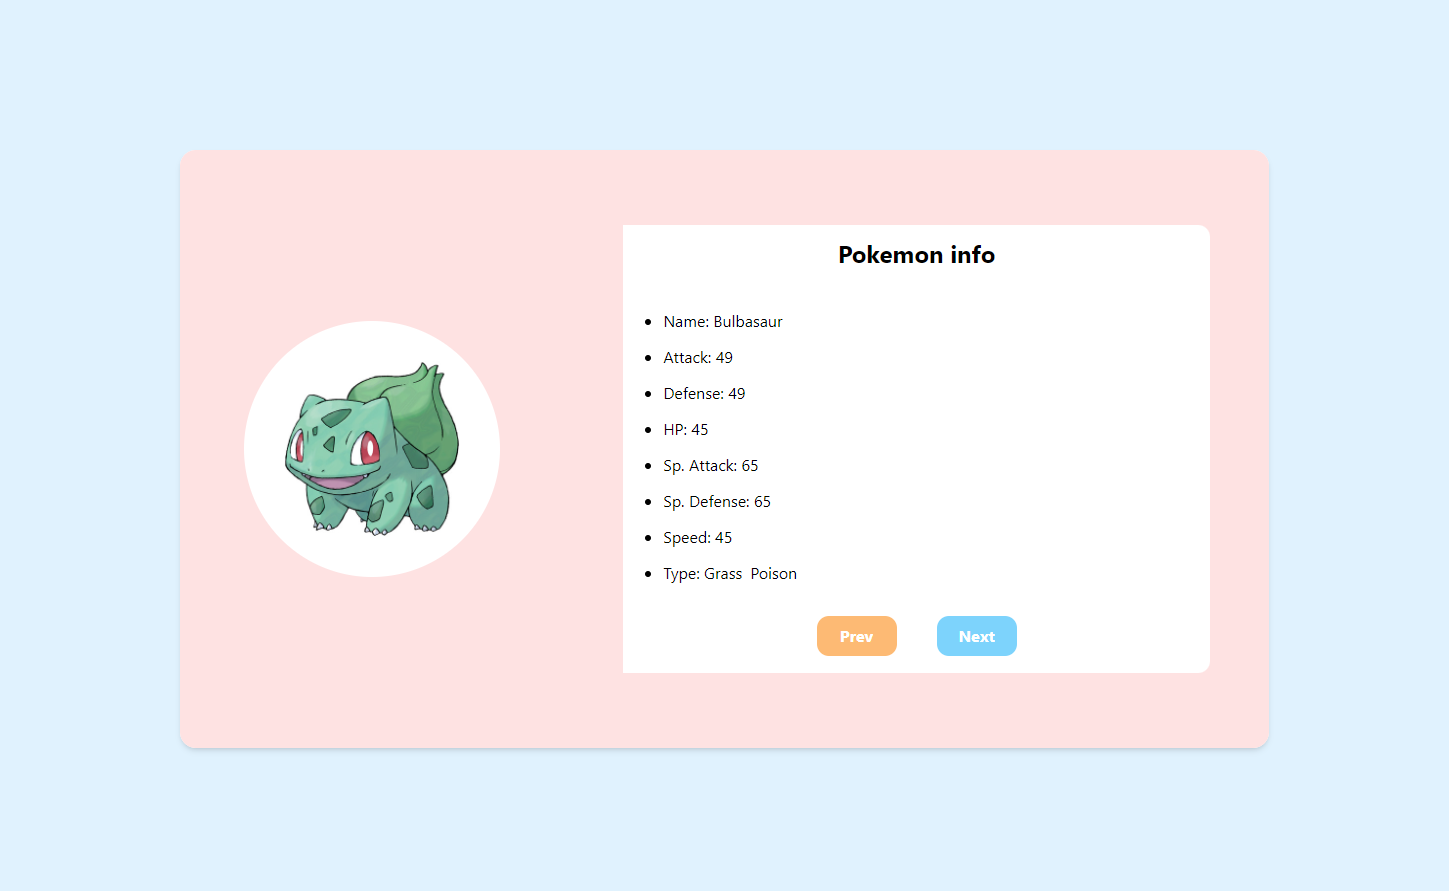 Pokemon info
Name: Bulbasaur
Attack: 49
Defense: 49
HP: 45
Sp. Attack: 65
Sp. Defense: 65
Speed: 45
Type: Grass  Poison
Prev Next